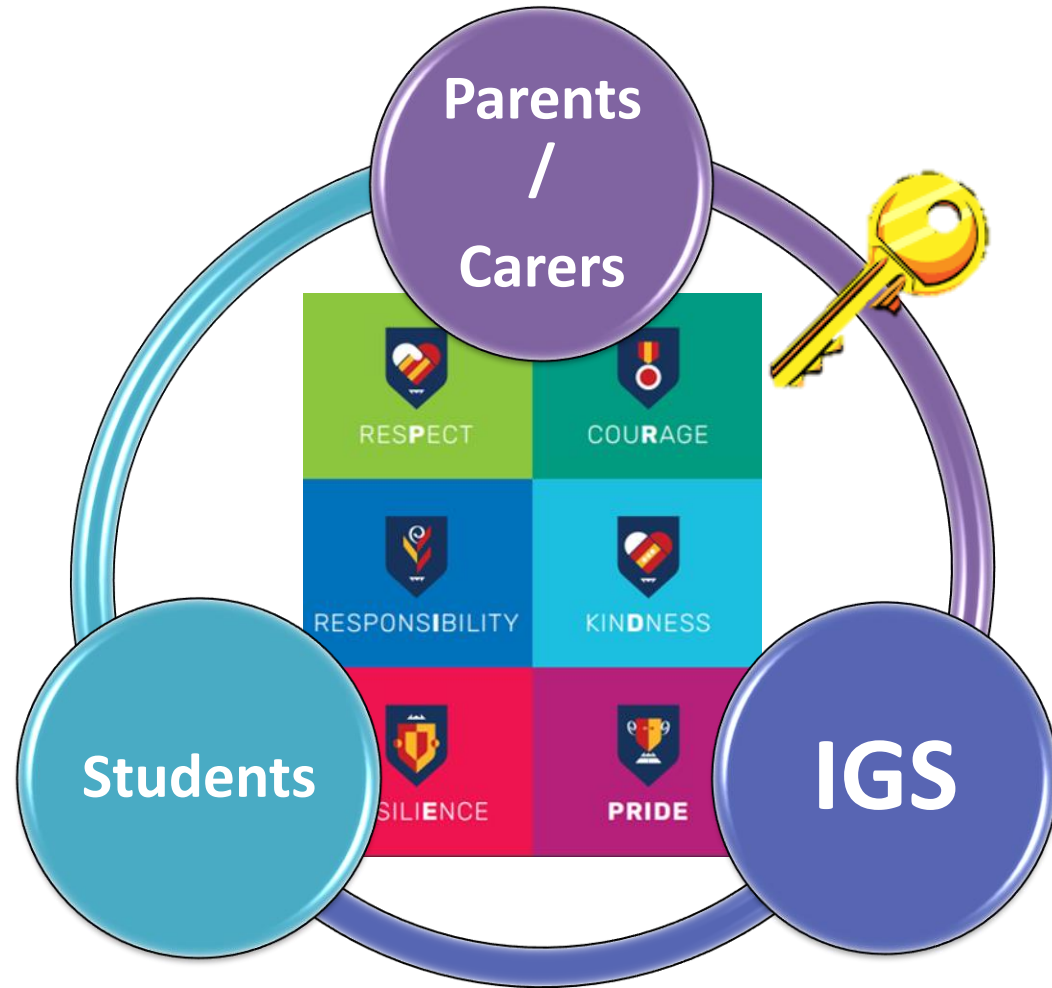 Parents
/
Carers
RESPECT
COURAGE
RESPONSIBILITY
KINDNESS
Students
SILIENCE
PRIDE
IGS